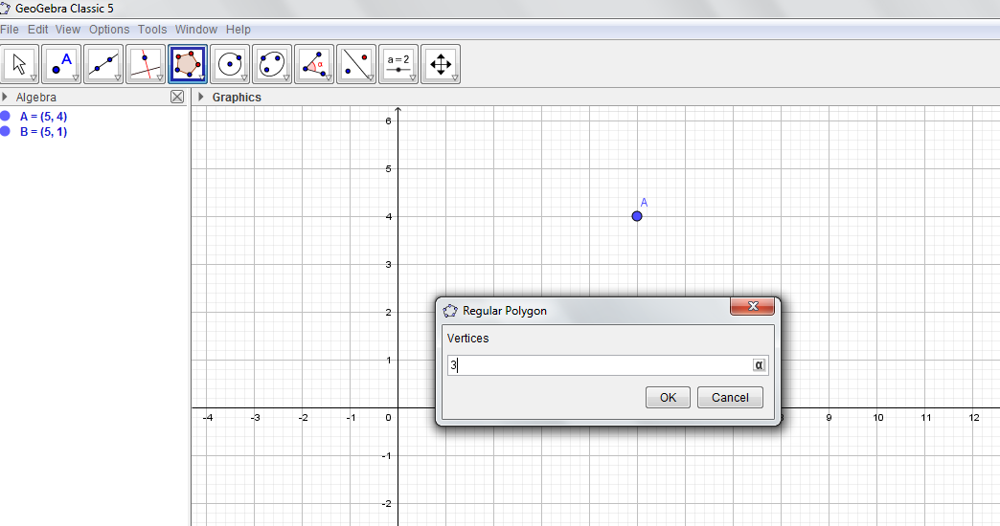 GeoGebra Classic 5
File Edit View Options Tools Window Help
A α a = 2
Algebra
Graphics
A = (5, 4)
B = (5, 1)
6
5
A
4
3
2
1
Regular Polygon
Vertices
3 α
OK Cancel
-4 -3 -2 -1 0 9 10 11 12
-1
-2